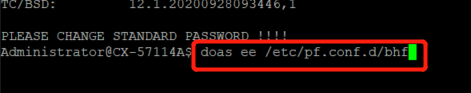 TC/BSD: 12.1.20200928093446,1
PLEASE CHANGE STANDARD PASSWORD !!!!
Administrator@CX-57114A$ doas ee /etc/pf.conf.d/bhf